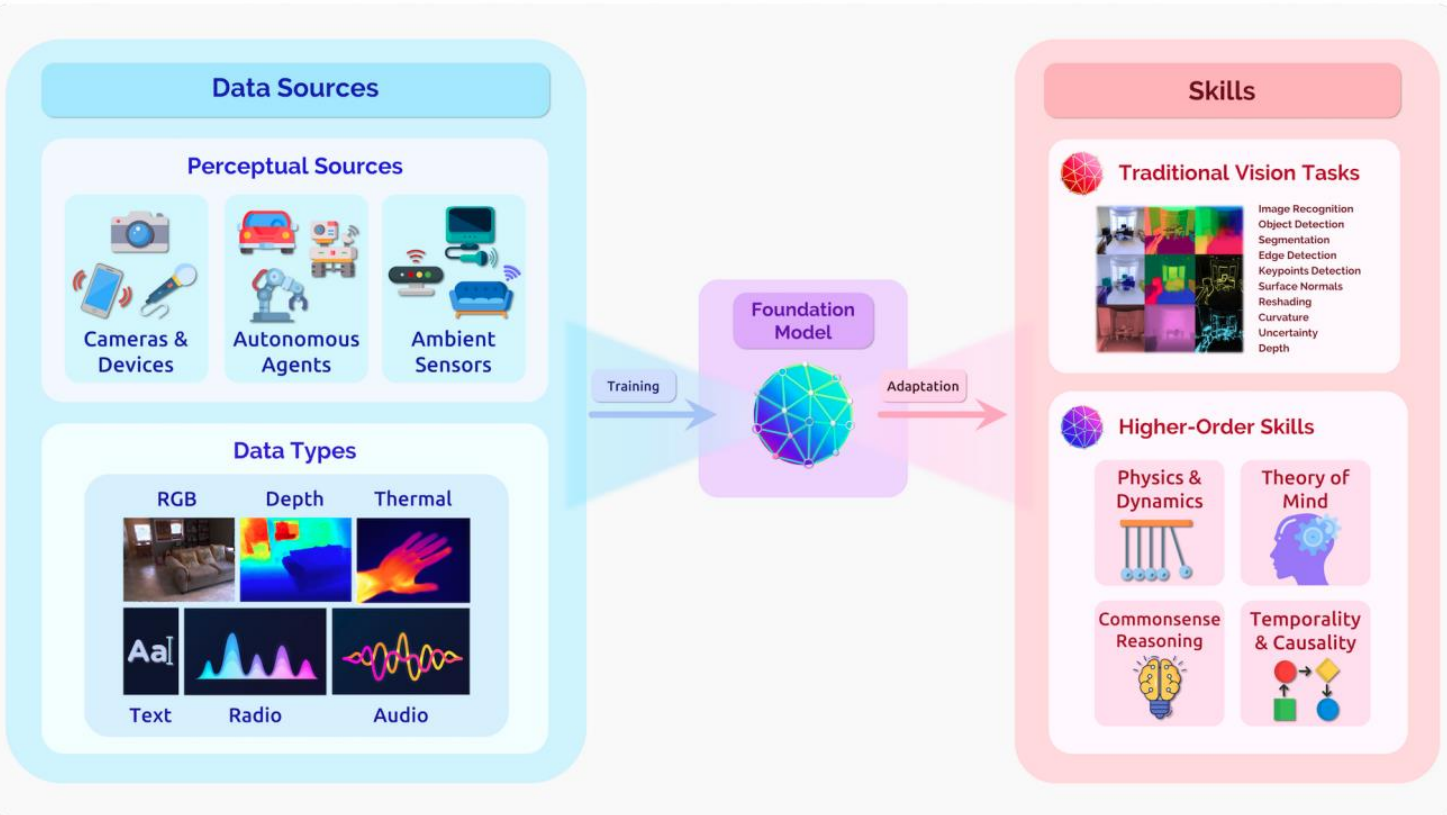 Data Sources
Perceptual Sources
Cameras &
Devices
Autonomous
Agents
Ambient
Sensors
Data Types
RGB
Depth
Thermal
Aa
Text
Radio
Audio
Training
Foundation
Model
Adaptation
Skills
Traditional Vision Tasks
Image Recognition
Object Detection
Segmentation
Edge Detection
Keypoints Detection
Surface Normals
Reshading
Curvature
Uncertainty
Depth
Higher-Order Skills
Physics &
Dynamics
Theory of
Mind
Commonsense
Reasoning
Temporality
& Causality